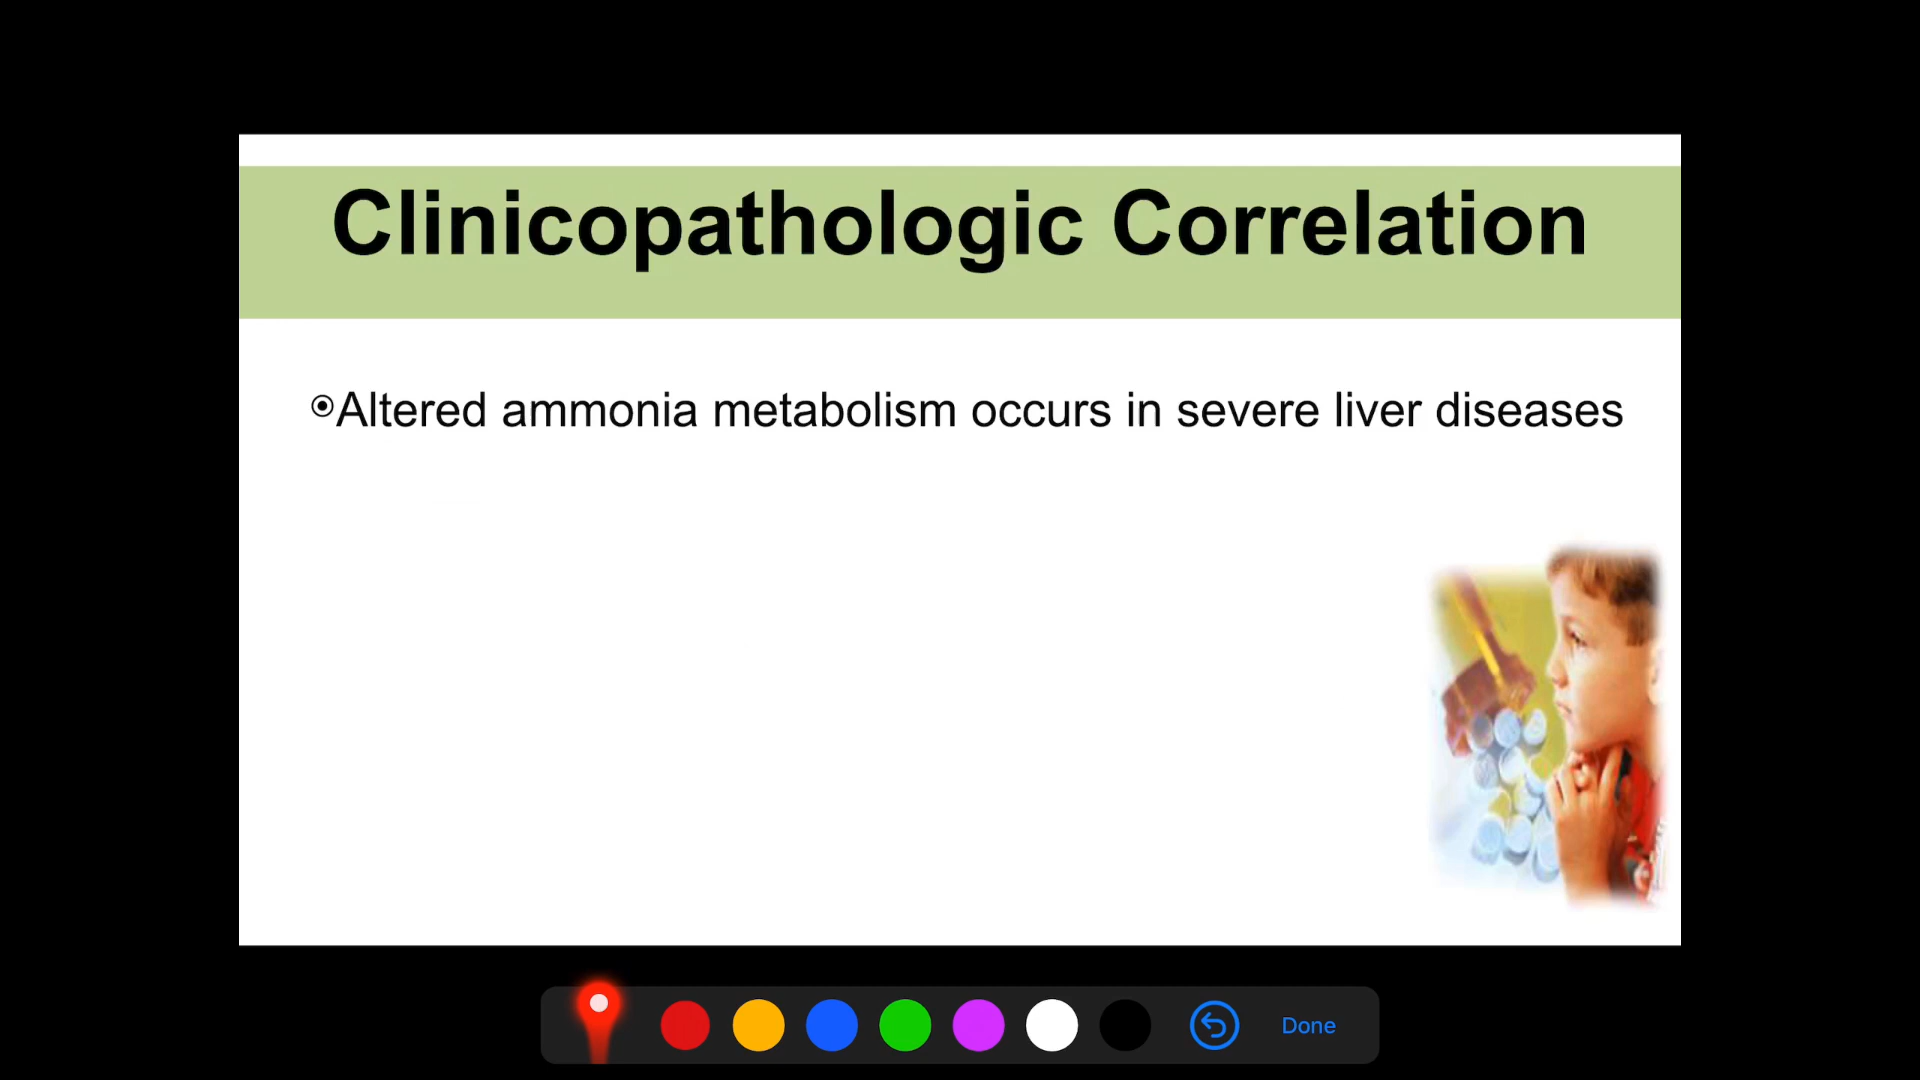 Clinicopathologic Correlation
Altered ammonia metabolism occurs in severe liver diseases
Done